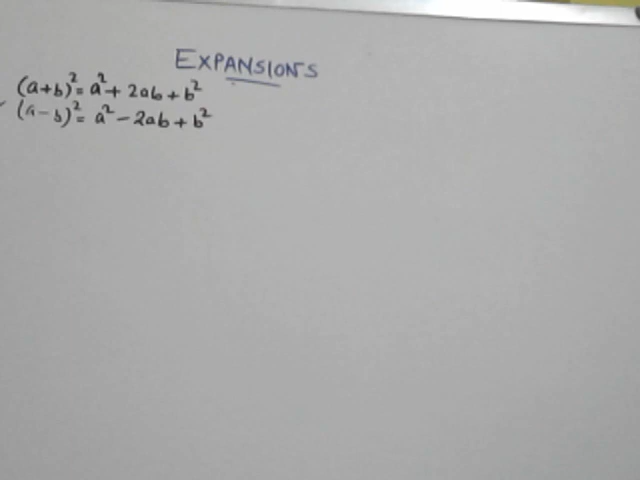 EXPANSIONS
(a+b)² = a² + 2ab + b²
(a-b)² = a² - 2ab + b²